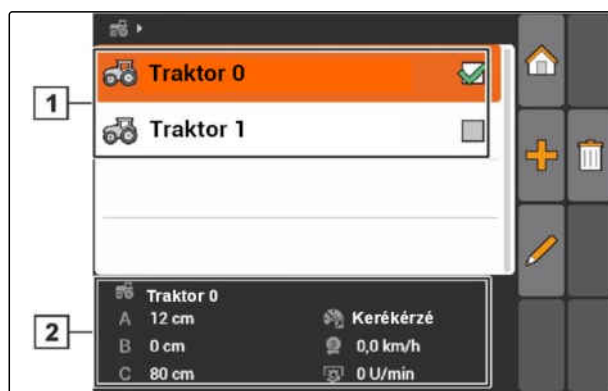 Traktor 0
1
Traktor 1
Traktor 0
A 12 cm Kerékérzé
2
B 0 cm 0,0 km/h
C 80 cm 0 U/min